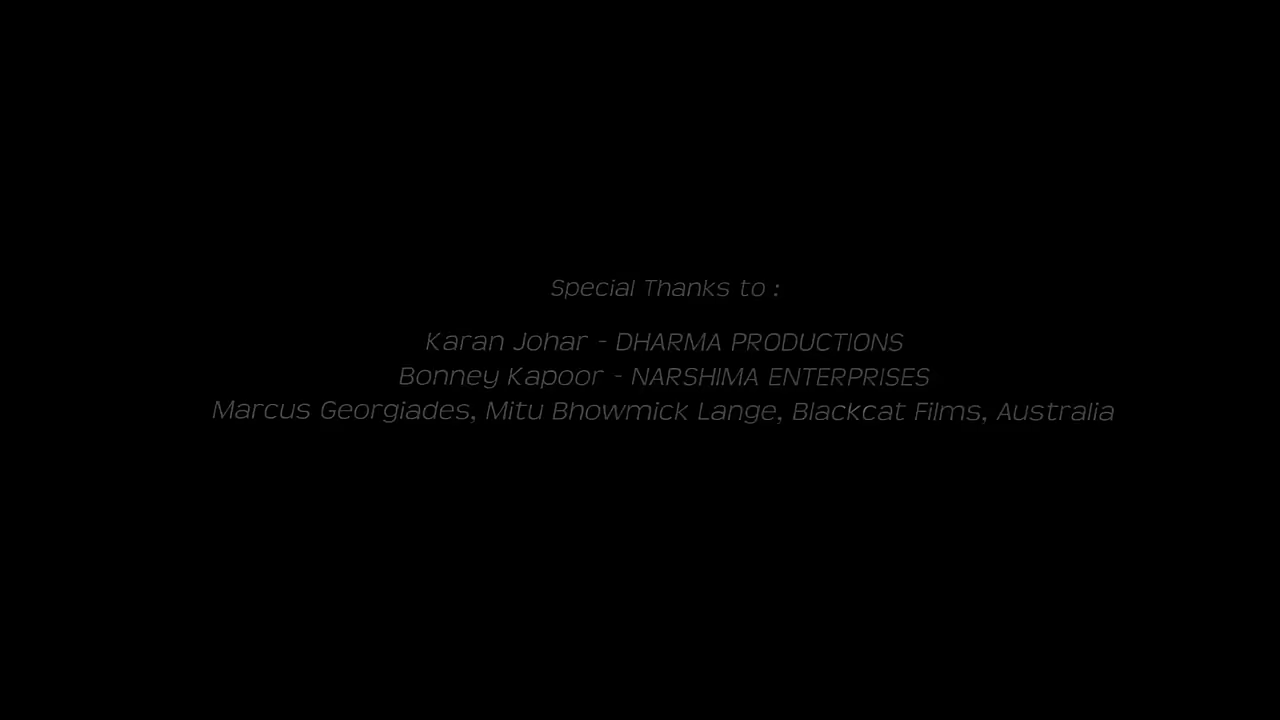 Special Thanks to :
Karan Johar - DHARMA PRODUCTIONS
Bonney Kapoor - NARSHIMA ENTERPRISES
Marcus Georgiades, Mitu Bhowmick Lange, Blackcat Films, Australia